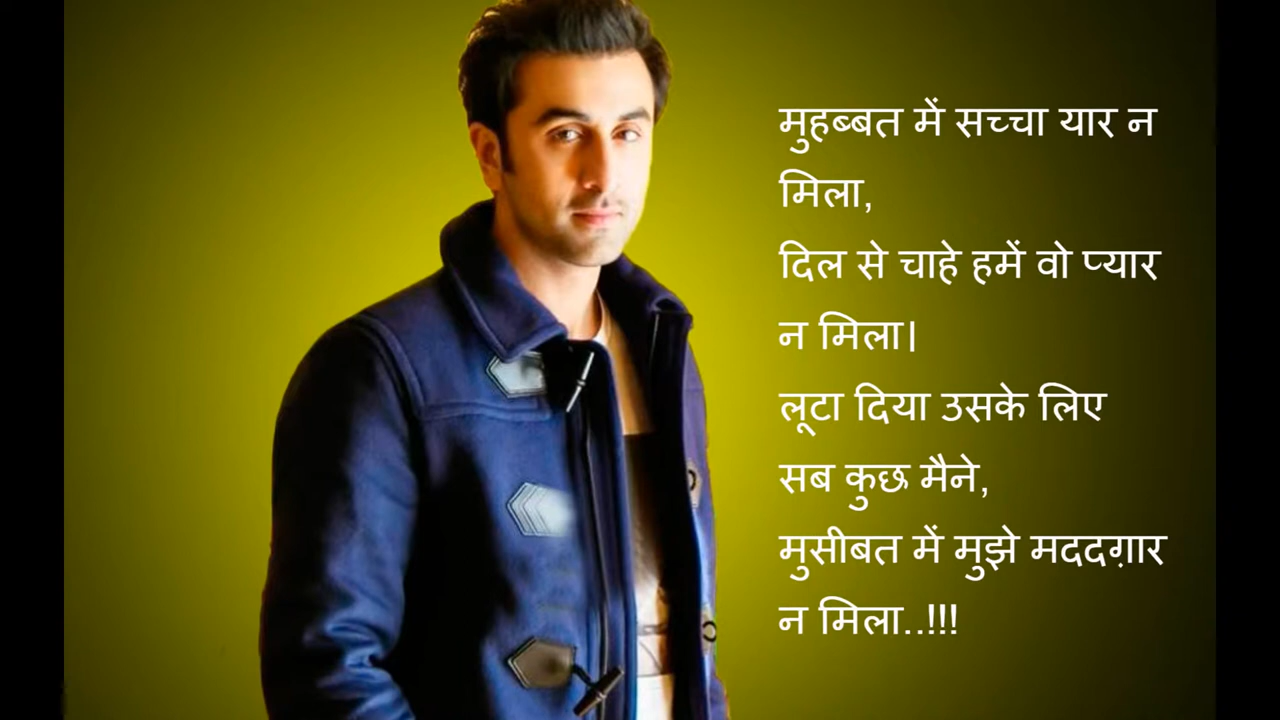 मुहब्बत में सच्चा यार न
मिला,
दिल से चाहे हमें वो प्यार
न मिला।
लूटा दिया उसके लिए
सब कुछ मैने,
मुसीबत में मुझे मददग़ार
न मिला..!!!